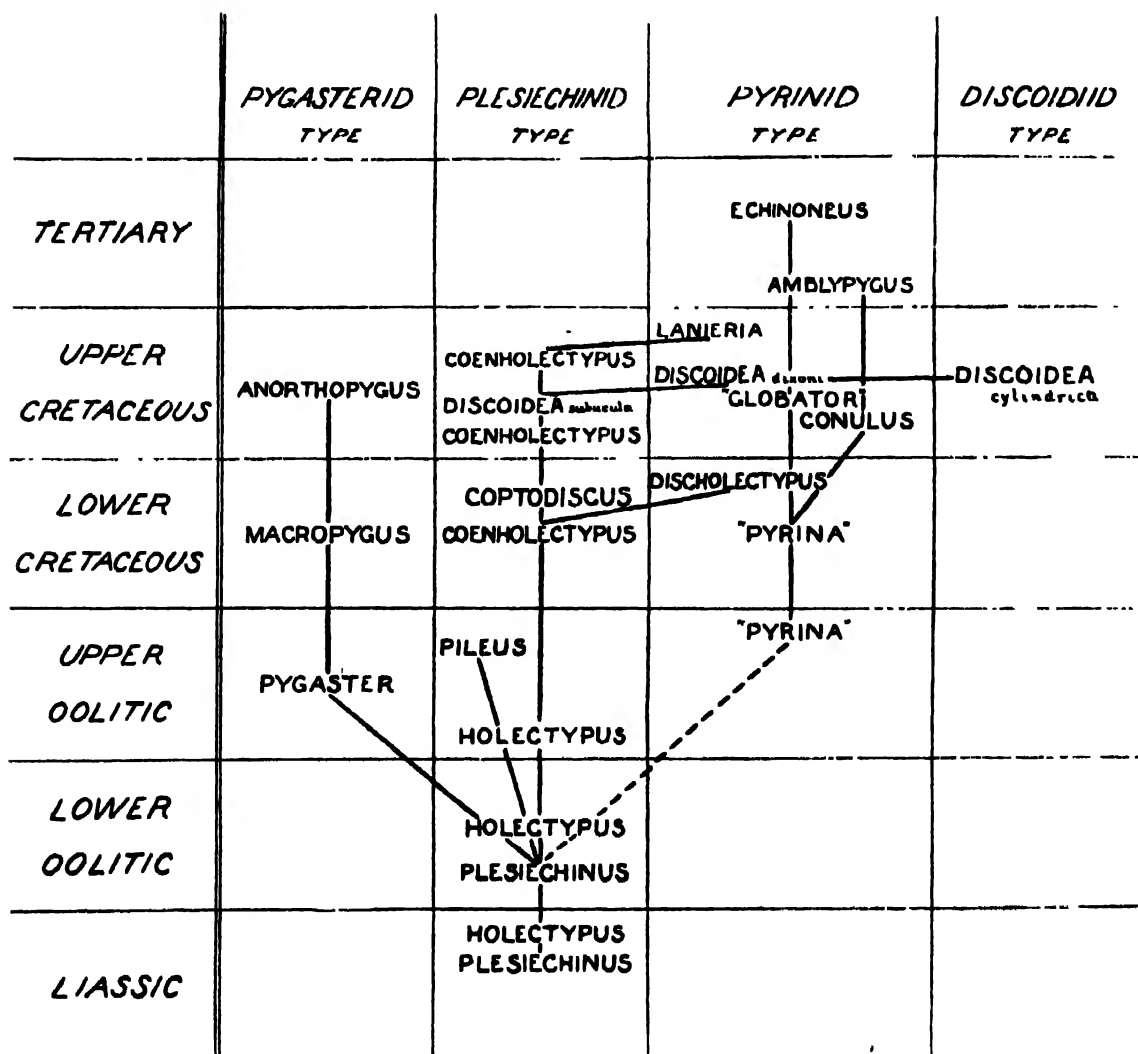 PYGASTERID PLESIECHINID PYRINID DISCOIDIID
TYPE TYPE TYPE TYPE
TERTIARY
ECHINONEUS
AMBLYPYGUS
UPPER
CRETACEOUS
LANIERIA
COENHOLECTYPUS
ANORTHOPYGUS
DISCOIDEA dixoni
DISCOIDEA
cylindrica
DISCOIDEA subucula
"GLOBATOR"
CONULUS
COENHOLECTYPUS
LOWER
CRETACEOUS
DISCHOLECTYPUS
COPTODISCUS
MACROPYGUS
COENHOLECTYPUS
"PYRINA"
UPPER
OOLITIC
"PYRINA"
PILEUS
PYGASTER
HOLECTYPUS
LOWER
OOLITIC
HOLECTYPUS
PLESIECHINUS
LIASSIC
HOLECTYPUS
PLESIECHINUS